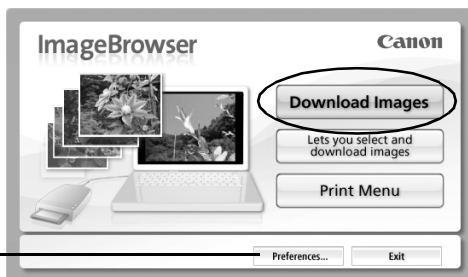 ImageBrowser
Canon
Download Images
Lets you select and
download images
Print Menu
Preferences...
Exit